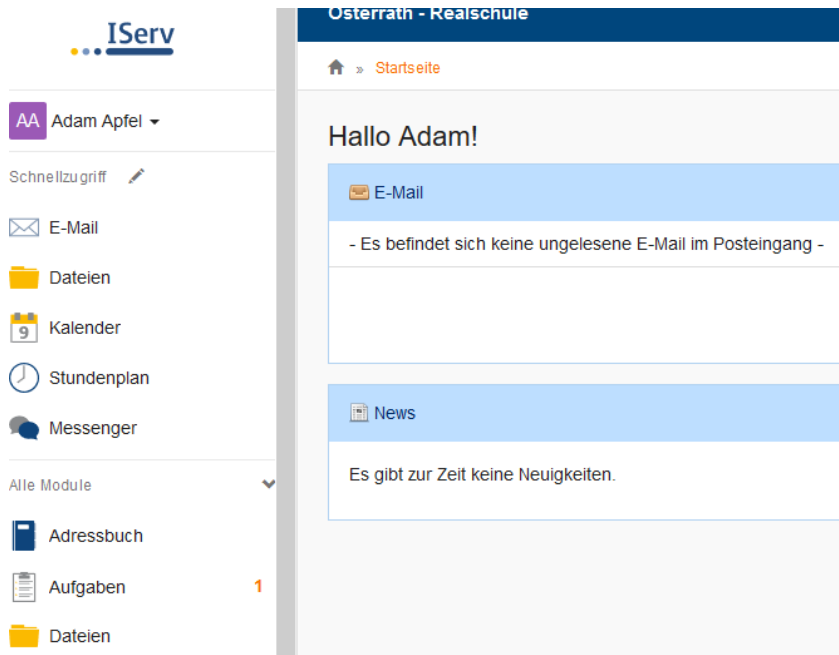 IServ
AA Adam Apfel
Schnellzugriff
E-Mail
Dateien
9 Kalender
Stundenplan
Messenger
Alle Module
Adressbuch
Aufgaben 1
Dateien
Osterrath - Realschule
» Startseite
Hallo Adam!
E-Mail
- Es befindet sich keine ungelesene E-Mail im Posteingang -
News
Es gibt zur Zeit keine Neuigkeiten.